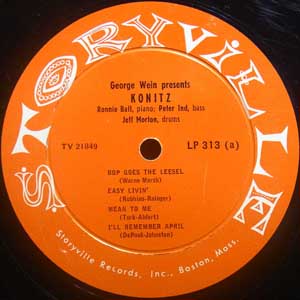 STORYVILLE
George Wein presents
KONITZ
Ronnie Ball, piano; Peter Ind, bass
Jeff Morton, drums
TV 21049 LP 313 (a)
BOP GOES THE LEESEL
(Warne Marsh)
EASY LIVIN'
(Robbins-Rainger)
MEAN TO ME
(Turk-Ahlert)
I'LL REMEMBER APRIL
(DePaul-Johnston)
Storyville Records, Inc., Boston, Mass.